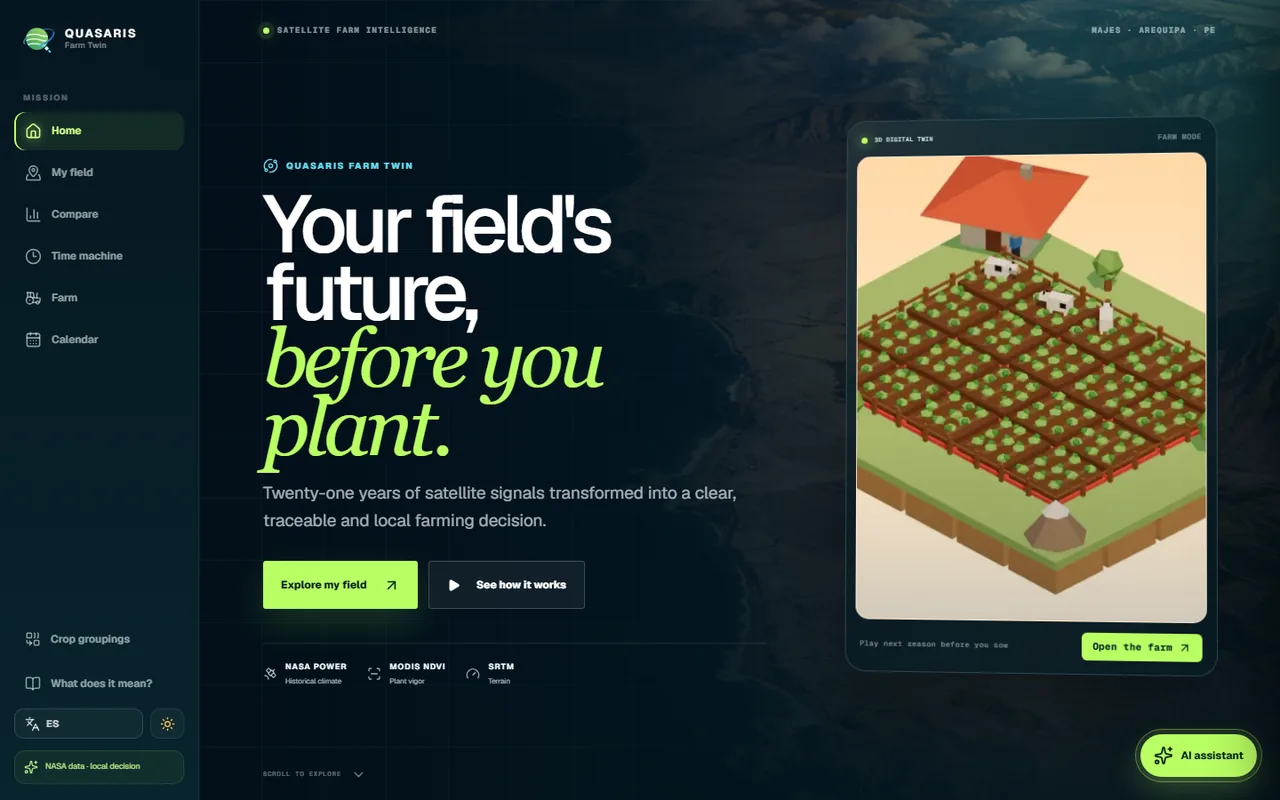 QUASARIS
Farm Twin
MISSION
Home
My field
Compare
Time machine
Farm
Calendar
Crop groupings
What does it mean?
ES
NASA data · local decision
SATELLITE FARM INTELLIGENCE
MAJES · AREQUIPA · PE
QUASARIS FARM TWIN
Your field's
future,
before you
plant.
Twenty-one years of satellite signals transformed into a clear,
traceable and local farming decision.
Explore my field
See how it works
NASA POWER
Historical climate
MODIS NDVI
Plant vigor
SRTM
Terrain
SCROLL TO EXPLORE
3D DIGITAL TWIN
FARM MODE
Play next season before you sow
Open the farm
AI assistant